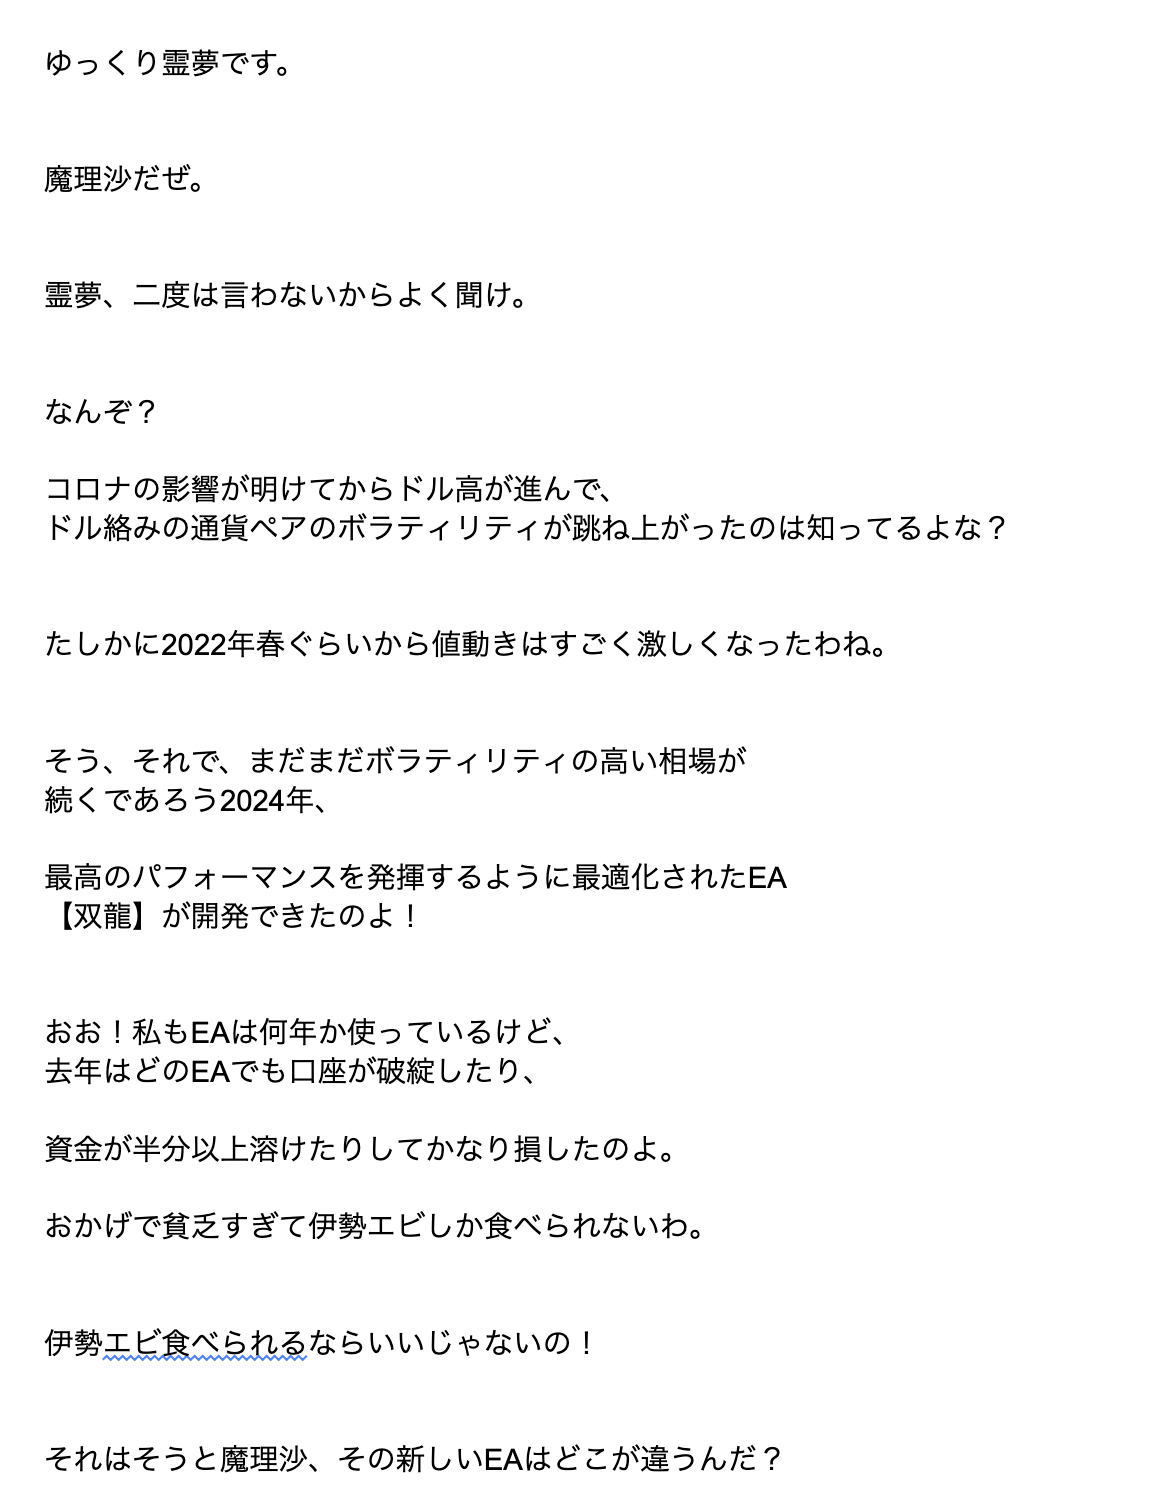 ゆっくり霊夢です。
魔理沙だぜ。
霊夢、二度は言わないからよく聞け。
なんぞ？
コロナの影響が明けてからドル高が進んで、
ドル絡みの通貨ペアのボラティリティが跳ね上がったのは知ってるよな？
たしかに2022年春ぐらいから値動きはすごく激しくなったわね。
そう、それで、まだまだボラティリティの高い相場が
続くであろう2024年、
最高のパフォーマンスを発揮するように最適化されたEA
【双龍】が開発できたのよ！
おお！私もEAは何年か使っているけど、
去年はどのEAでも口座が破綻したり、
資金が半分以上溶けたりしてかなり損したのよ。
おかげで貧乏すぎて伊勢エビしか食べられないわ。
伊勢エビ食べられるならいいじゃないの！
それはそうと魔理沙、その新しいEAはどこが違うんだ？